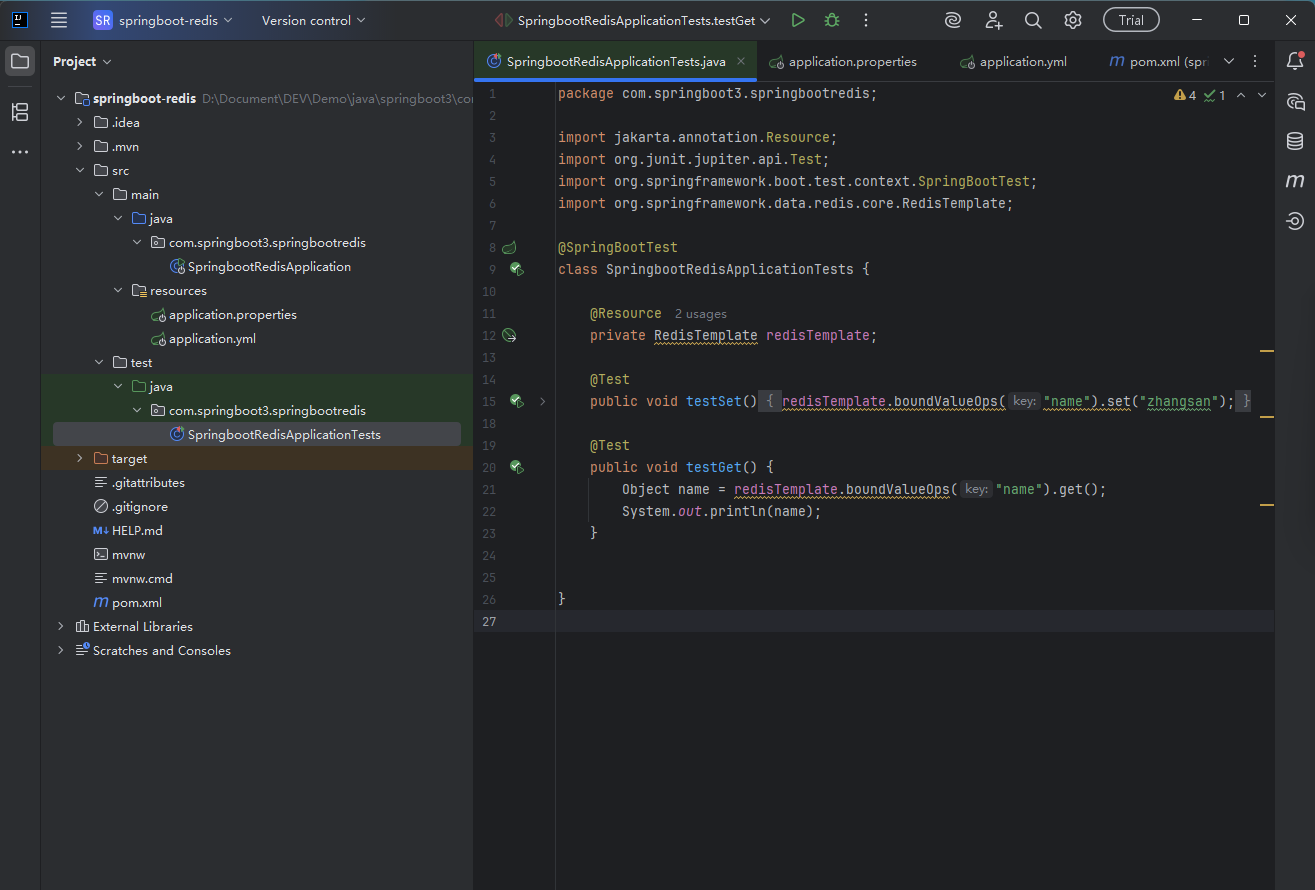 SR springboot-redis Version control SpringbootRedisApplicationTests.testGet Trial
Project
springboot-redis D:\Document\DEV\Demo\java\springboot3\cor
.idea
.mvn
src
main
java
com.springboot3.springbootredis
SpringbootRedisApplication
resources
application.properties
application.yml
test
java
com.springboot3.springbootredis
SpringbootRedisApplicationTests
target
.gitattributes
.gitignore
M↓ HELP.md
mvnw
mvnw.cmd
m pom.xml
External Libraries
Scratches and Consoles
SpringbootRedisApplicationTests.java application.properties application.yml m pom.xml (spri
4 1
1 package com.springboot3.springbootredis;
2
3 import jakarta.annotation.Resource;
4 import org.junit.jupiter.api.Test;
5 import org.springframework.boot.test.context.SpringBootTest;
6 import org.springframework.data.redis.core.RedisTemplate;
7
8 @SpringBootTest
9 class SpringbootRedisApplicationTests {
10
11 @Resource 2 usages
12 private RedisTemplate redisTemplate;
13
14 @Test
15 public void testSet() { redisTemplate.boundValueOps( key: "name").set("zhangsan"); }
18
19 @Test
20 public void testGet() {
21 Object name = redisTemplate.boundValueOps( key: "name").get();
22 System.out.println(name);
23 }
24
25
26 }
27
m